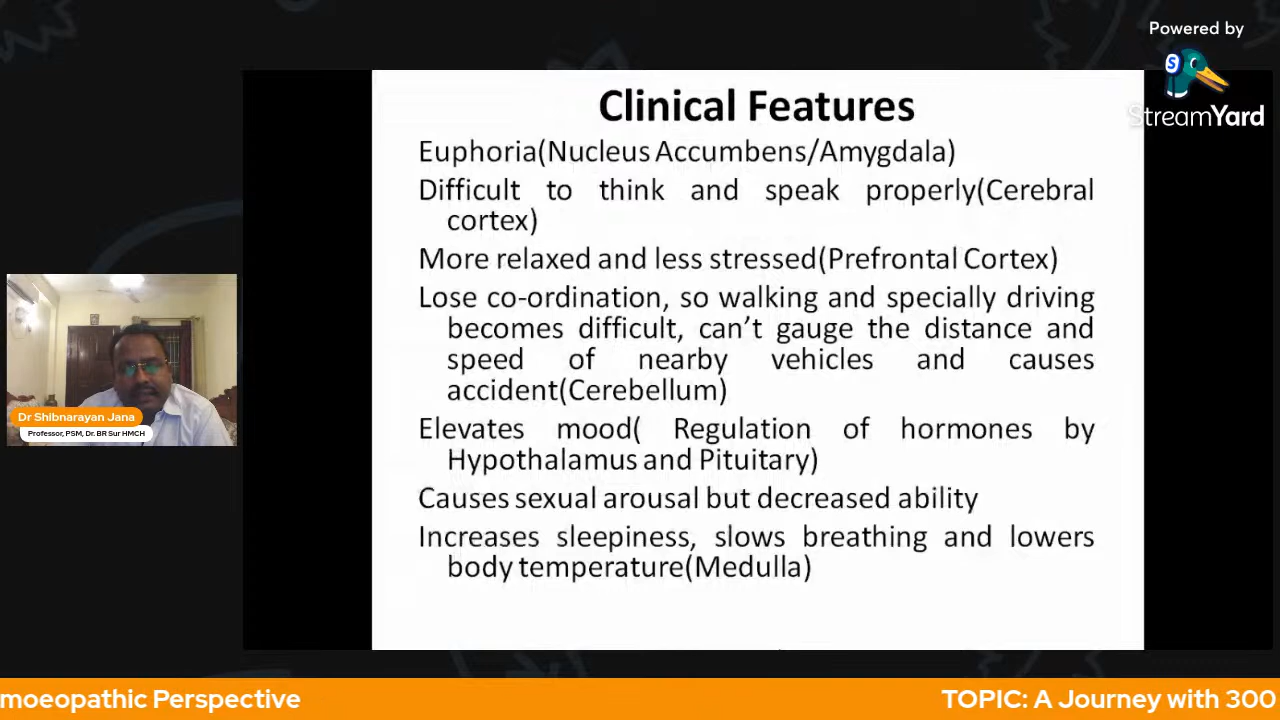 Powered by
S
StreamYard
Clinical Features
Euphoria(Nucleus Accumbens/Amygdala)
Difficult to think and speak properly(Cerebral
cortex)
More relaxed and less stressed(Prefrontal Cortex)
Lose co-ordination, so walking and specially driving
becomes difficult, can’t gauge the distance and
speed of nearby vehicles and causes
accident(Cerebellum)
Elevates mood( Regulation of hormones by
Hypothalamus and Pituitary)
Causes sexual arousal but decreased ability
Increases sleepiness, slows breathing and lowers
body temperature(Medulla)
Dr Shibnarayan Jana
Professor, PSM, Dr. BR Sur HMCH
moeopathic Perspective
TOPIC: A Journey with 300